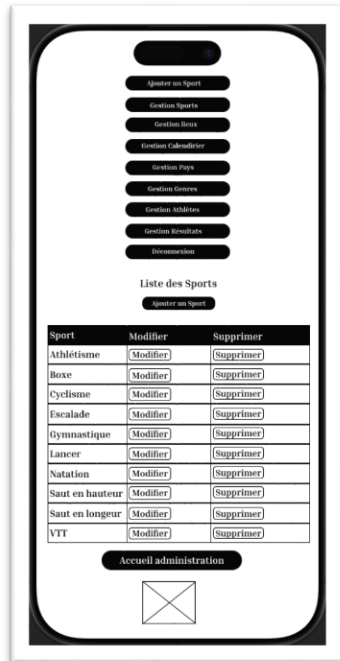 Ajouter un Sport
Gestion Sports
Gestion lieux
Gestion Calendirier
Gestion Pays
Gestion Genres
Gestion Athlètes
Gestion Résultats
Déconnexion
Liste des Sports
Ajouter un Sport
Sport Modifier Supprimer
Athlétisme Modifier Supprimer
Boxe Modifier Supprimer
Cyclisme Modifier Supprimer
Escalade Modifier Supprimer
Gymnastique Modifier Supprimer
Lancer Modifier Supprimer
Natation Modifier Supprimer
Saut en hauteur Modifier Supprimer
Saut en longeur Modifier Supprimer
VTT Modifier Supprimer
Accueil administration